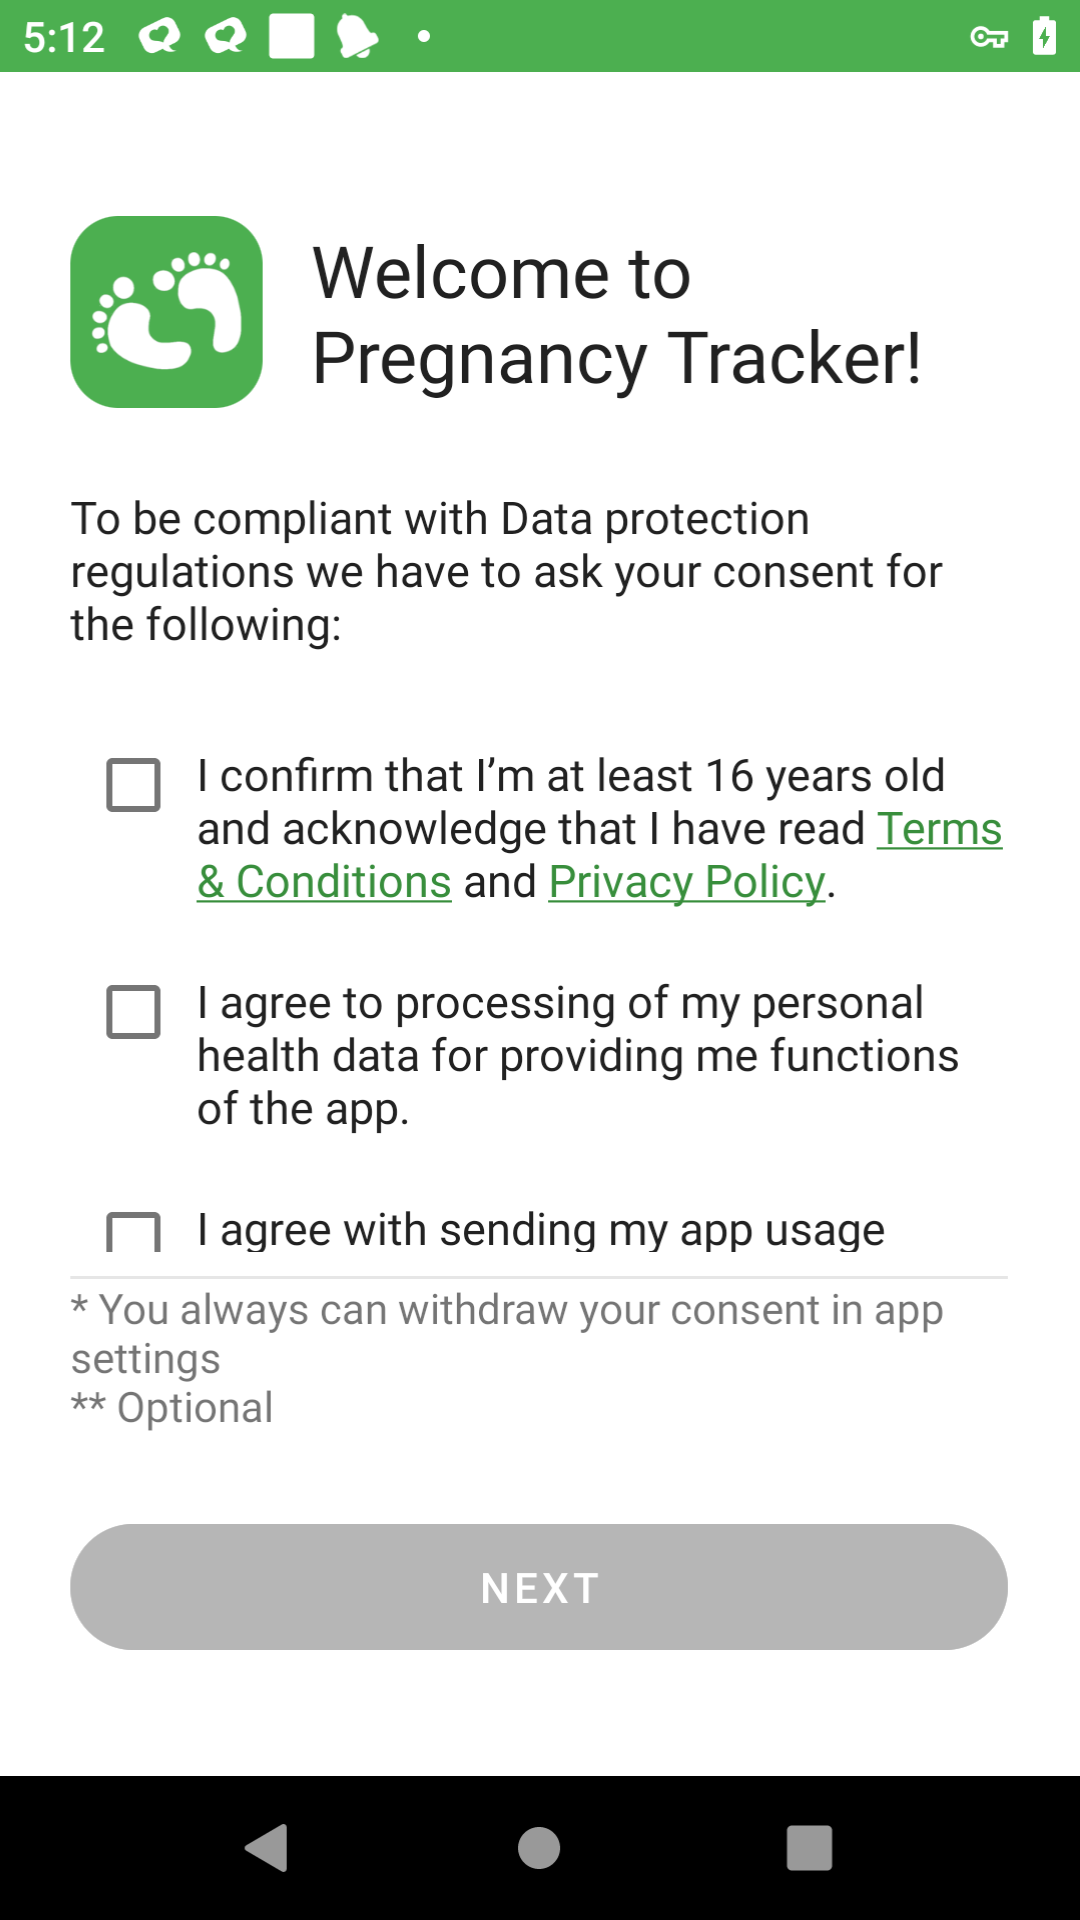 5:12
Welcome to
Pregnancy Tracker!
To be compliant with Data protection
regulations we have to ask your consent for
the following:
I confirm that I’m at least 16 years old
and acknowledge that I have read Terms
& Conditions and Privacy Policy.
I agree to processing of my personal
health data for providing me functions
of the app.
I agree with sending my app usage
* You always can withdraw your consent in app
settings
** Optional
NEXT